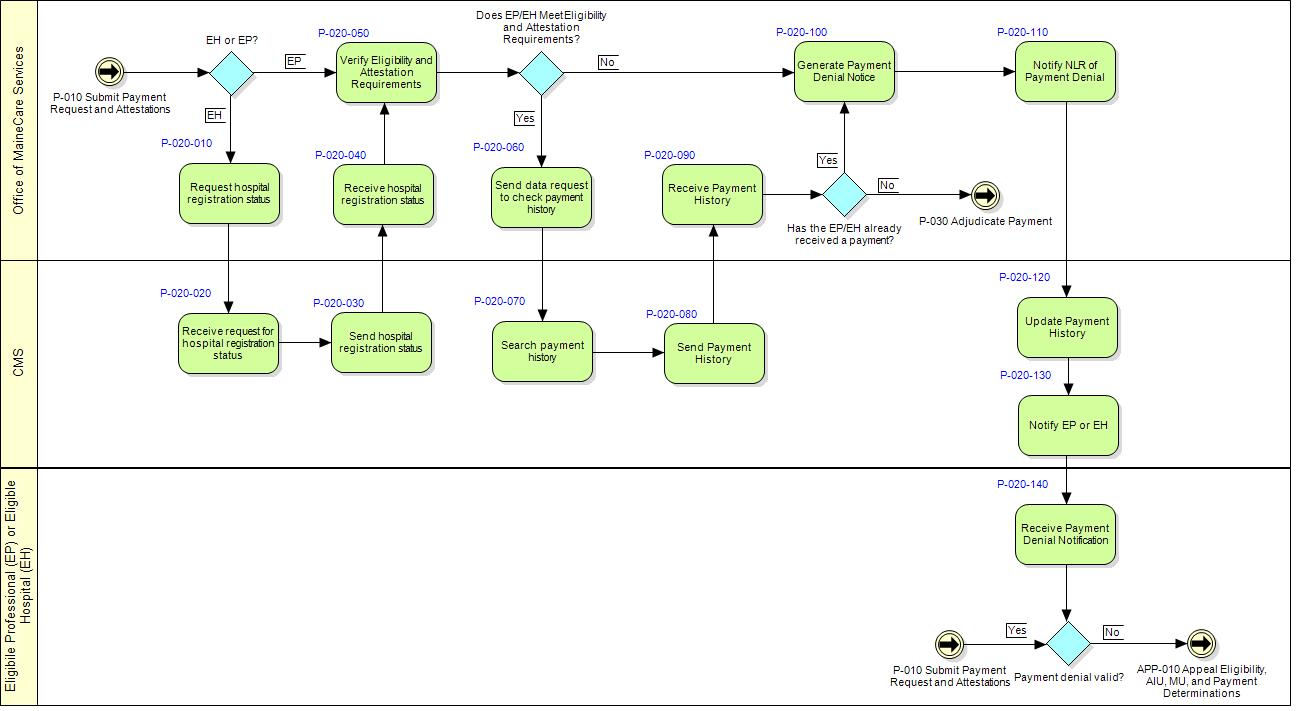 Office of MaineCare Services
P-010 Submit Payment
Request and Attestations
EH or EP?
EP
EH
P-020-050
Verify Eligibility and
Attestation
Requirements
Does EP/EH Meet Eligibility
and Attestation
Requirements?
No
Yes
P-020-100
Generate Payment
Denial Notice
P-020-110
Notify NLR of
Payment Denial
P-020-010
Request hospital
registration status
P-020-040
Receive hospital
registration status
P-020-060
Send data request
to check payment
history
P-020-090
Receive Payment
History
Yes
No
Has the EP/EH already
received a payment?
P-030 Adjudicate Payment
CMS
P-020-020
Receive request for
hospital registration
status
P-020-030
Send hospital
registration status
P-020-070
Search payment
history
P-020-080
Send Payment
History
P-020-120
Update Payment
History
P-020-130
Notify EP or EH
Eligibile Professional (EP) or Eligible
Hospital (EH)
P-020-140
Receive Payment
Denial Notification
Yes
No
P-010 Submit Payment
Request and Attestations
Payment denial valid?
APP-010 Appeal Eligibility,
AIU, MU, and Payment
Determinations